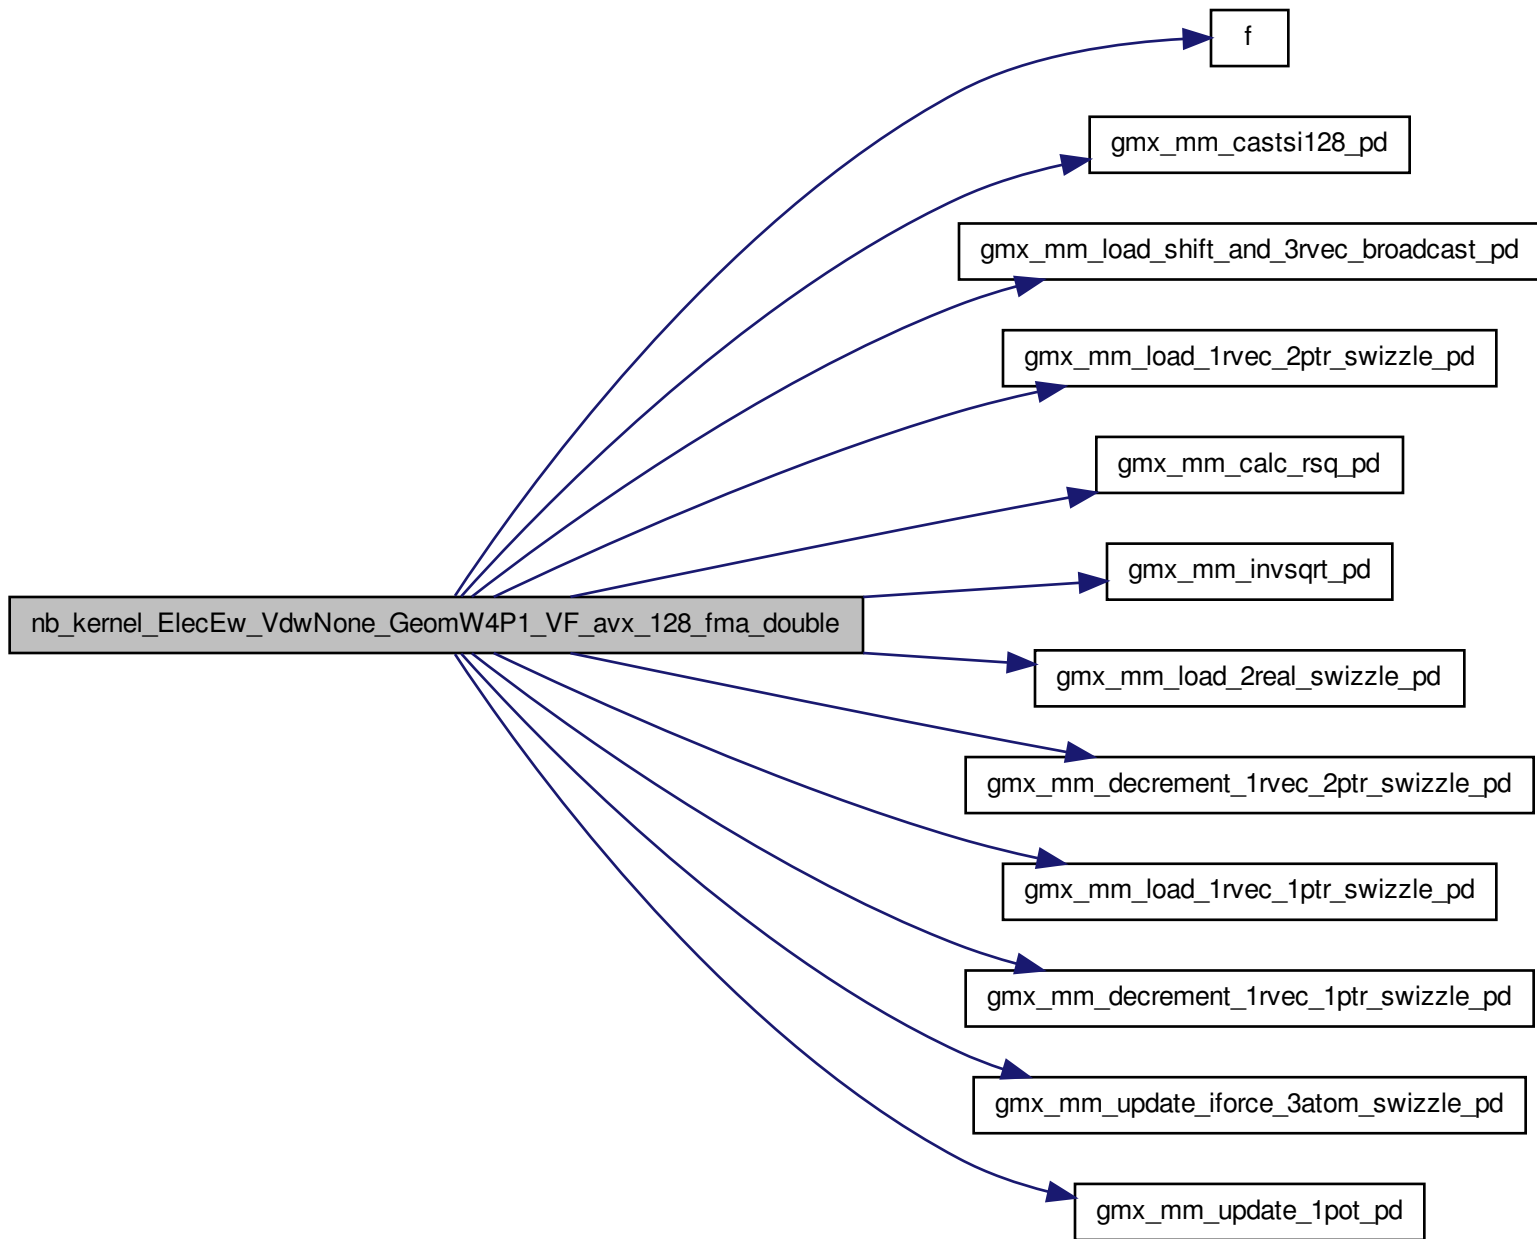 f
gmx_mm_castsi128_pd
gmx_mm_load_shift_and_3rvec_broadcast_pd
gmx_mm_load_1rvec_2ptr_swizzle_pd
gmx_mm_calc_rsq_pd
gmx_mm_invsqrt_pd
nb_kernel_ElecEw_VdwNone_GeomW4P1_VF_avx_128_fma_double
gmx_mm_load_2real_swizzle_pd
gmx_mm_decrement_1rvec_2ptr_swizzle_pd
gmx_mm_load_1rvec_1ptr_swizzle_pd
gmx_mm_decrement_1rvec_1ptr_swizzle_pd
gmx_mm_update_iforce_3atom_swizzle_pd
gmx_mm_update_1pot_pd